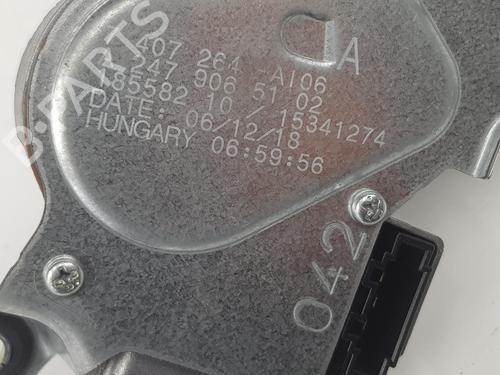 407 264 -AI06
A
247 906 51 02
185582 10 / 15341274
DATE: 06/12/18
HUNGARY 06:59:56
042
B-PARTS